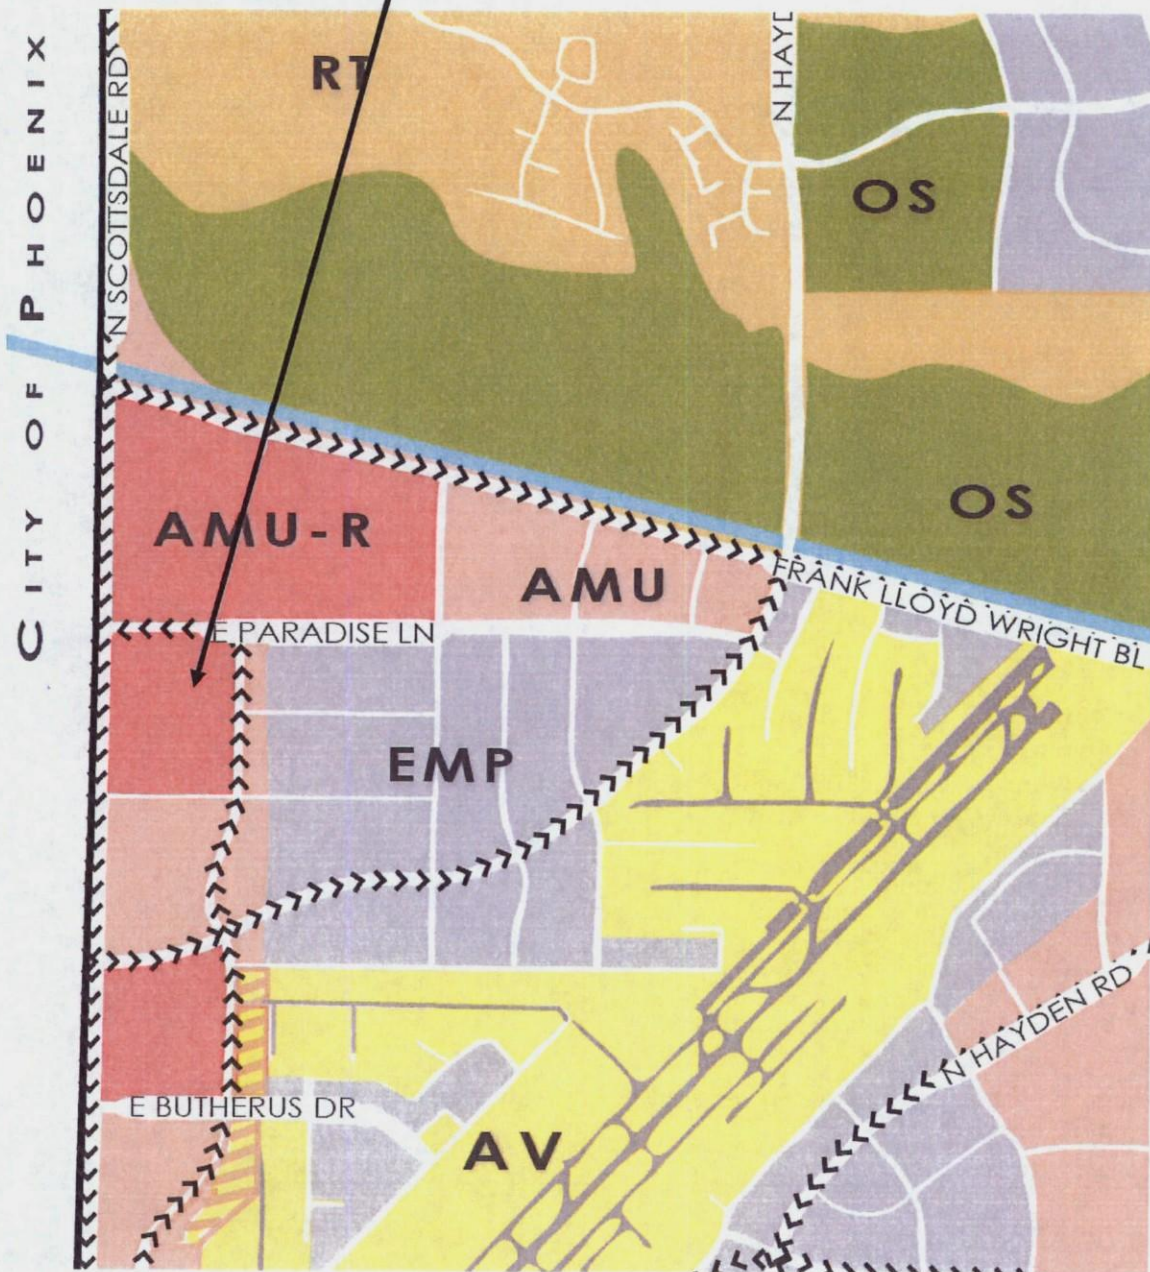 CITY OF PHOENIX
N SCOTTSDALE RD
RT
N HAYD
OS
OS
AMU-R
AMU
FRANK LLOYD WRIGHT BL
E PARADISE LN
EMP
N HAYDEN RD
E BUTHERUS DR
AV